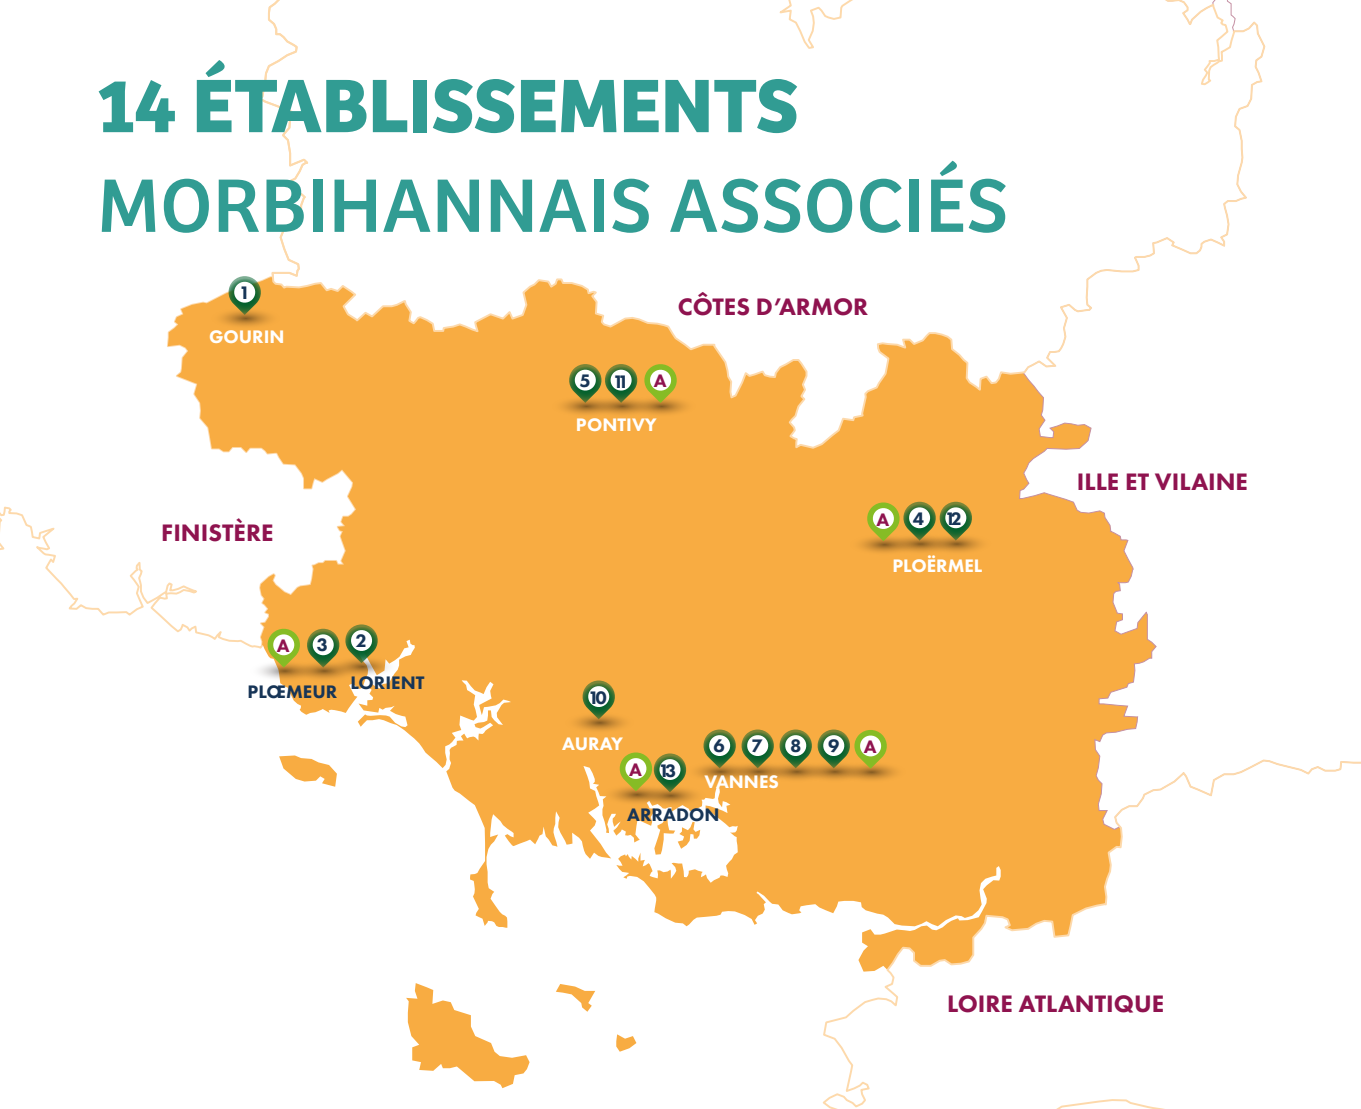 14 ÉTABLISSEMENTS
MORBIHANNAIS ASSOCIÉS
1
GOURIN
CÔTES D'ARMOR
5 11 A
PONTIVY
ILLE ET VILAINE
A 4 12
PLOËRMEL
FINISTÈRE
A 3 2
PLŒMEUR LORIENT
10
AURAY
6 7 8 9 A
VANNES
A 13
ARRADON
LOIRE ATLANTIQUE